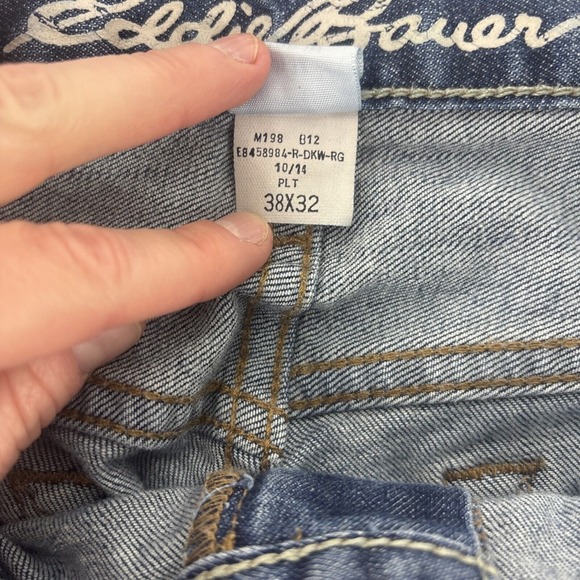 Eddie Bauer
M198 B12
E8458984-R-DKW-RG
10/14
PLT
38X32